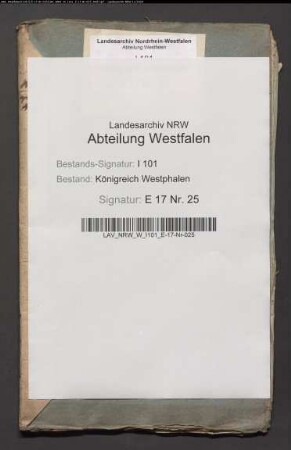 Landesarchiv Nordrhein-Westfalen
Abteilung Westfalen
Landesarchiv NRW
Abteilung Westfalen
Bestands-Signatur: I 101
Bestand: Königreich Westphalen
Signatur: E 17 Nr. 25
LAV_NRW_W_I101_E-17-Nr-025